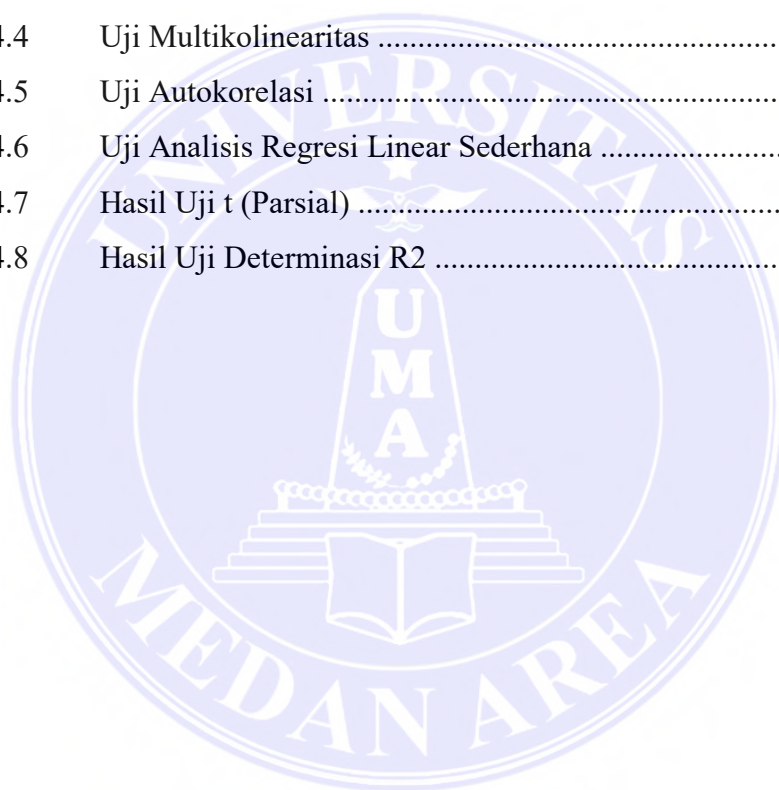 4.4 Uji Multikolinearitas ..........................................................
4.5 Uji Autokorelasi ..................................................................
4.6 Uji Analisis Regresi Linear Sederhana ..........................
4.7 Hasil Uji t (Parsial) .............................................................
4.8 Hasil Uji Determinasi R2 .................................................
UNIVERSITAS
U
M
A
MEDAN AREA